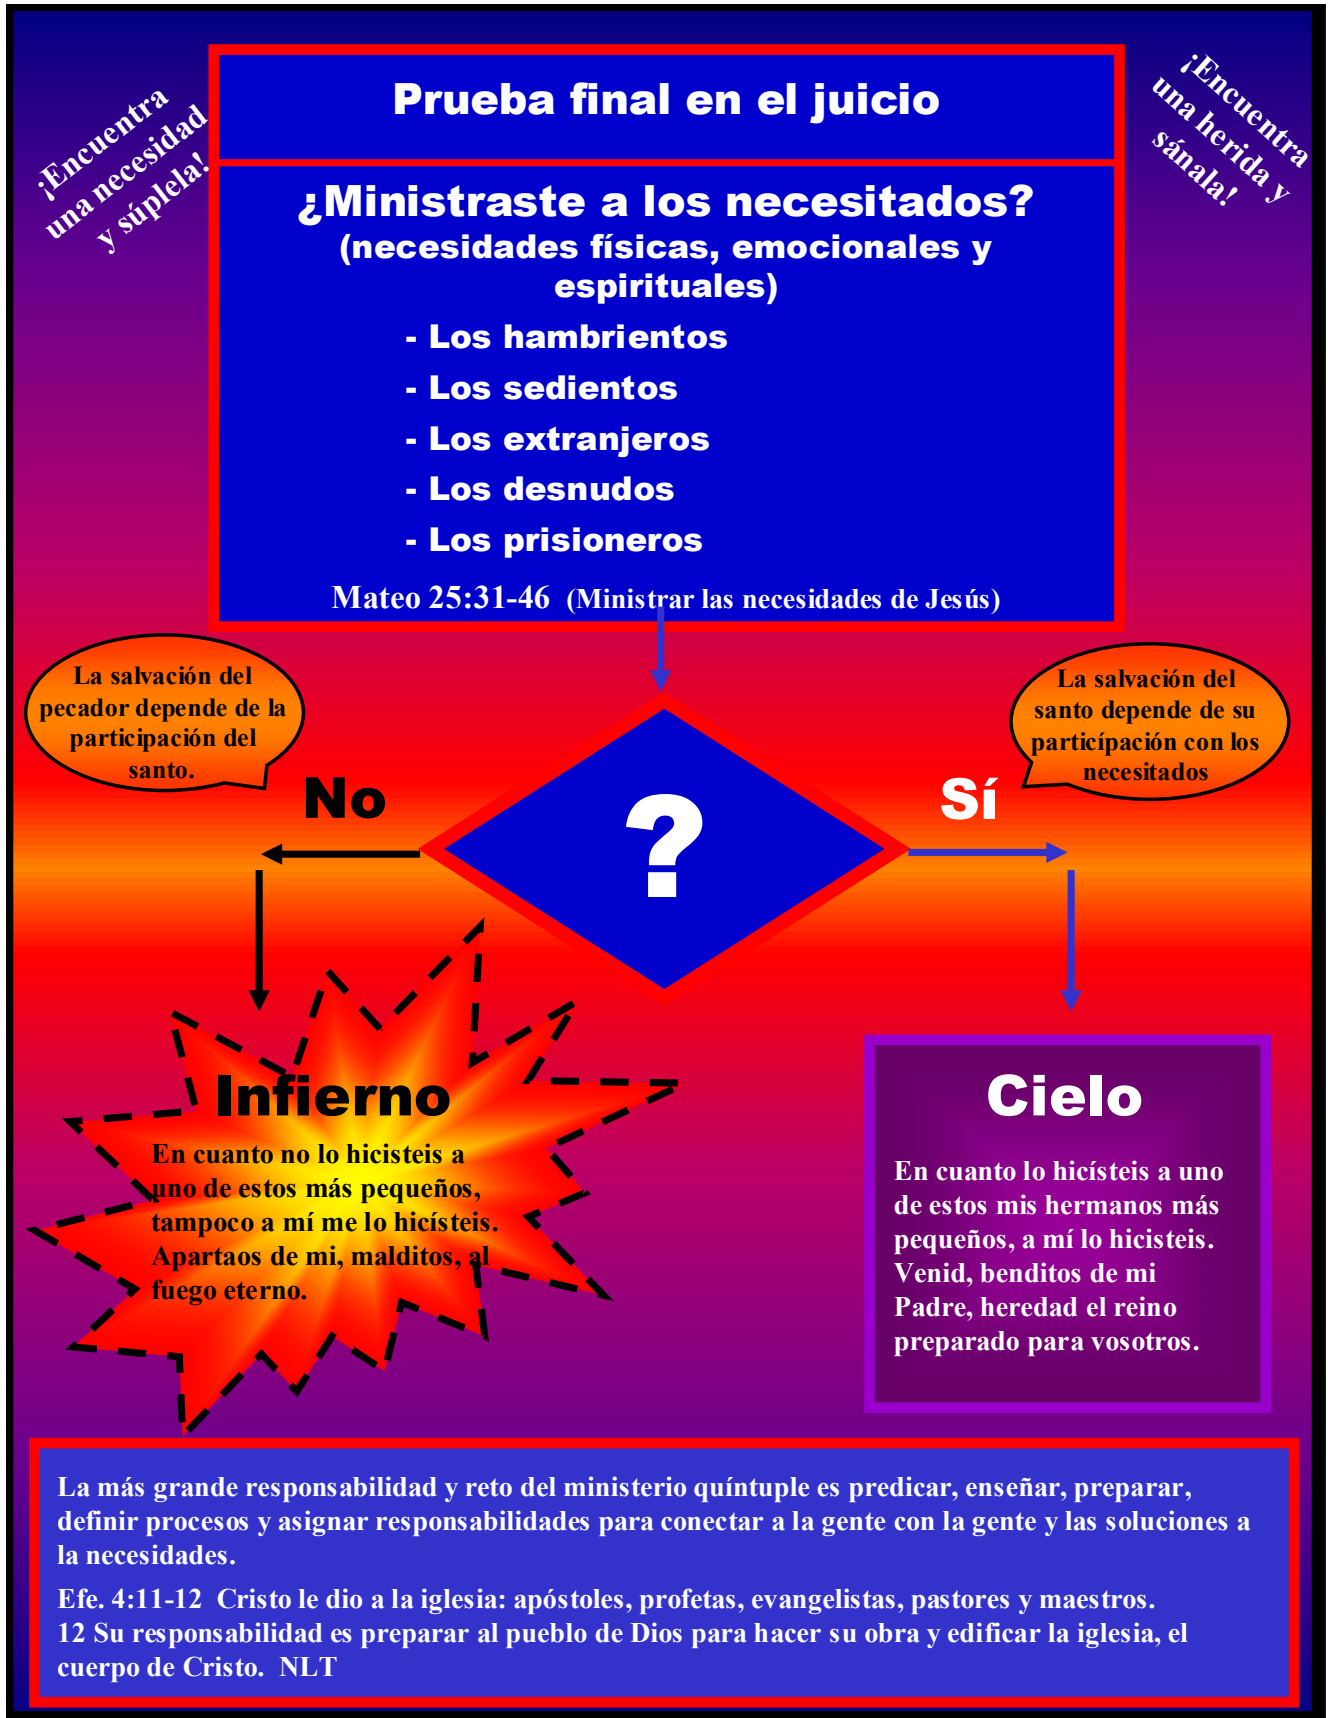 ¡Encuentra
una necesidad
y súplela!
¡Encuentra
una herida y
sánala!
Prueba final en el juicio
¿Ministraste a los necesitados?
(necesidades físicas, emocionales y
espirituales)
- Los hambrientos
- Los sedientos
- Los extranjeros
- Los desnudos
- Los prisioneros
Mateo 25:31-46 (Ministrar las necesidades de Jesús)
La salvación del
pecador depende de la
participación del
santo.
La salvación del
santo depende de su
particípación con los
necesitados
No
?
Sí
Infierno
En cuanto no lo hicisteis a
uno de estos más pequeños,
tampoco a mí me lo hicísteis.
Apartaos de mi, malditos, al
fuego eterno.
Cielo
En cuanto lo hicísteis a uno
de estos mis hermanos más
pequeños, a mí lo hicisteis.
Venid, benditos de mi
Padre, heredad el reino
preparado para vosotros.
La más grande responsabilidad y reto del ministerio quíntuple es predicar, enseñar, preparar,
definir procesos y asignar responsabilidades para conectar a la gente con la gente y las soluciones a
la necesidades.
Efe. 4:11-12 Cristo le dio a la iglesia: apóstoles, profetas, evangelistas, pastores y maestros.
12 Su responsabilidad es preparar al pueblo de Dios para hacer su obra y edificar la iglesia, el
cuerpo de Cristo. NLT